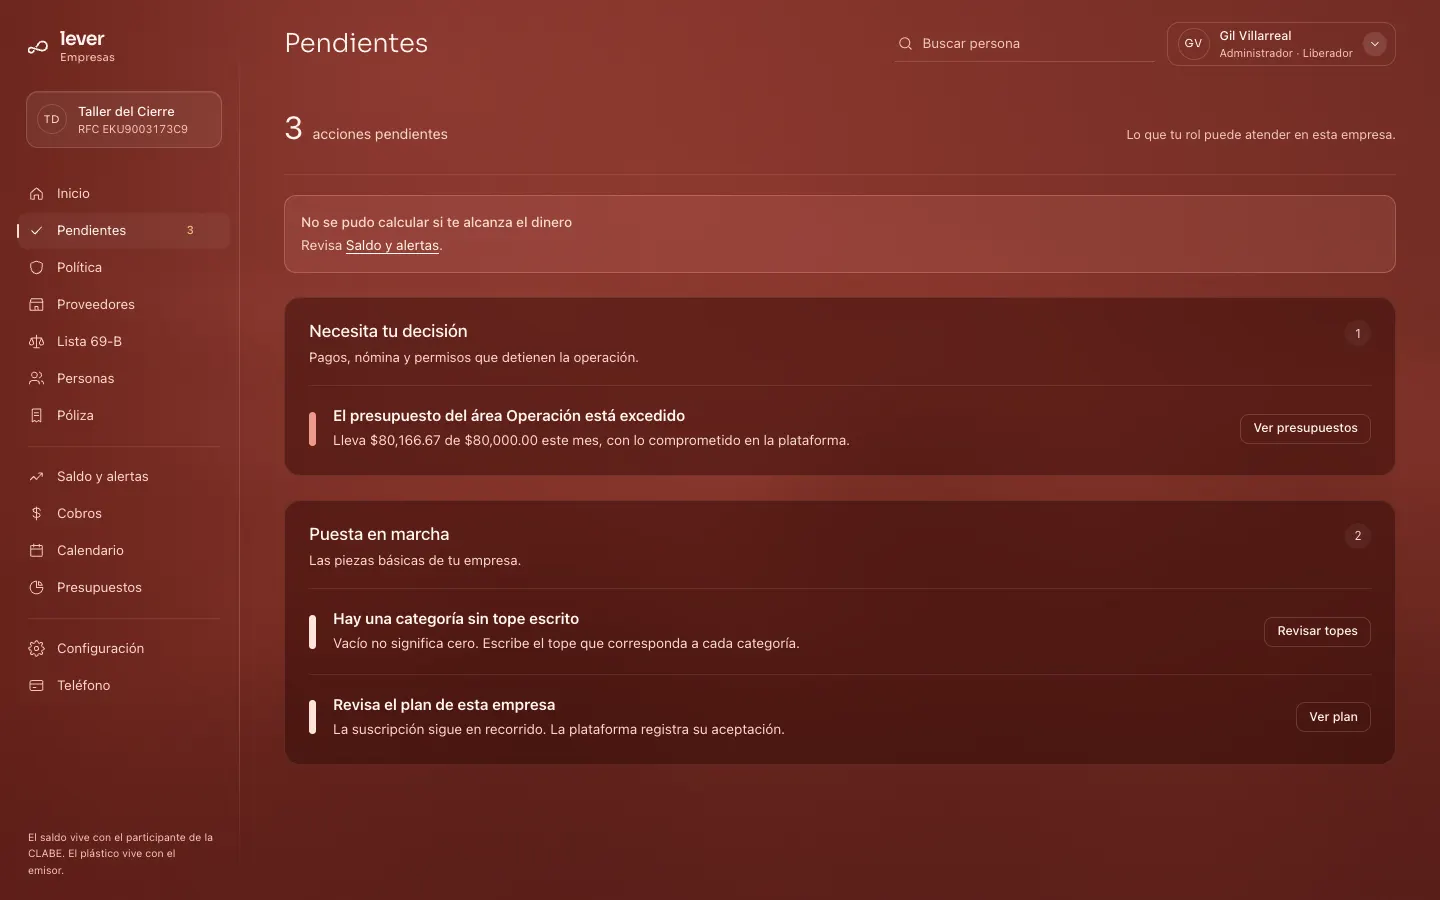 lever
Empresas
TD
Taller del Cierre
RFC EKU9003173C9
Inicio
Pendientes 3
Política
Proveedores
Lista 69-B
Personas
Póliza
Saldo y alertas
Cobros
Calendario
Presupuestos
Configuración
Teléfono
El saldo vive con el participante de la
CLABE. El plástico vive con el
emisor.
Pendientes
Buscar persona
GV
Gil Villarreal
Administrador · Liberador
3 acciones pendientes
Lo que tu rol puede atender en esta empresa.
No se pudo calcular si te alcanza el dinero
Revisa Saldo y alertas.
Necesita tu decisión
1
Pagos, nómina y permisos que detienen la operación.
El presupuesto del área Operación está excedido
Lleva $80,166.67 de $80,000.00 este mes, con lo comprometido en la plataforma.
Ver presupuestos
Puesta en marcha
2
Las piezas básicas de tu empresa.
Hay una categoría sin tope escrito
Vacío no significa cero. Escribe el tope que corresponda a cada categoría.
Revisar topes
Revisa el plan de esta empresa
La suscripción sigue en recorrido. La plataforma registra su aceptación.
Ver plan